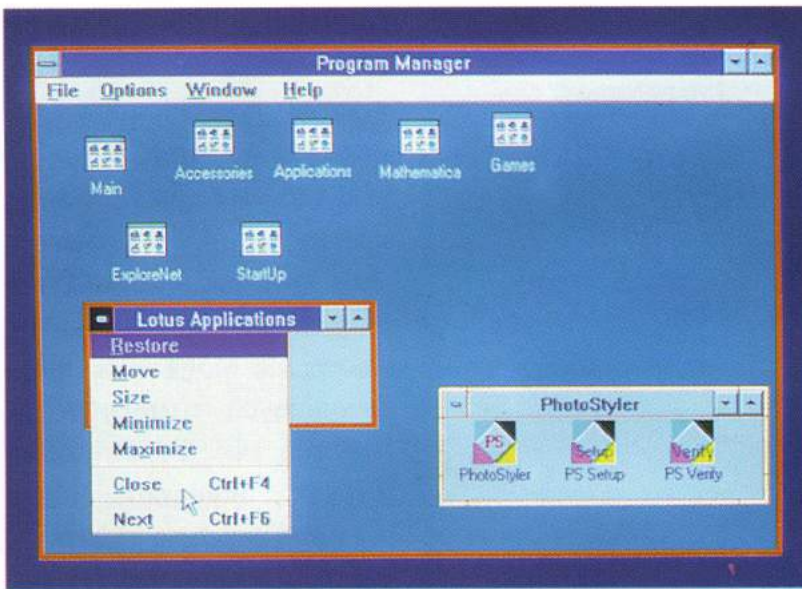 Program Manager
File Options Window Help
Main
Accessories
Applications
Mathematica
Games
ExploreNet
StartUp
Lotus Applications
Restore
Move
Size
Minimize
Maximize
Close Ctrl+F4
Next Ctrl+F6
PhotoStyler
PS
Setup
Verify
PhotoStyler
PS Setup
PS Verify